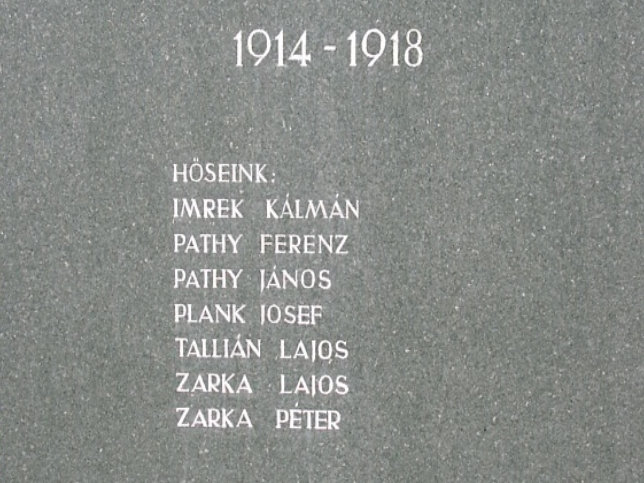 1914 - 1918
HÖSEINK:
IMREK KÁLMÁN
PATHY FERENZ
PATHY JÁNOS
PLANK JOSEF
TALLIÁN LAJOS
ZARKA LAJOS
ZARKA PÉTER